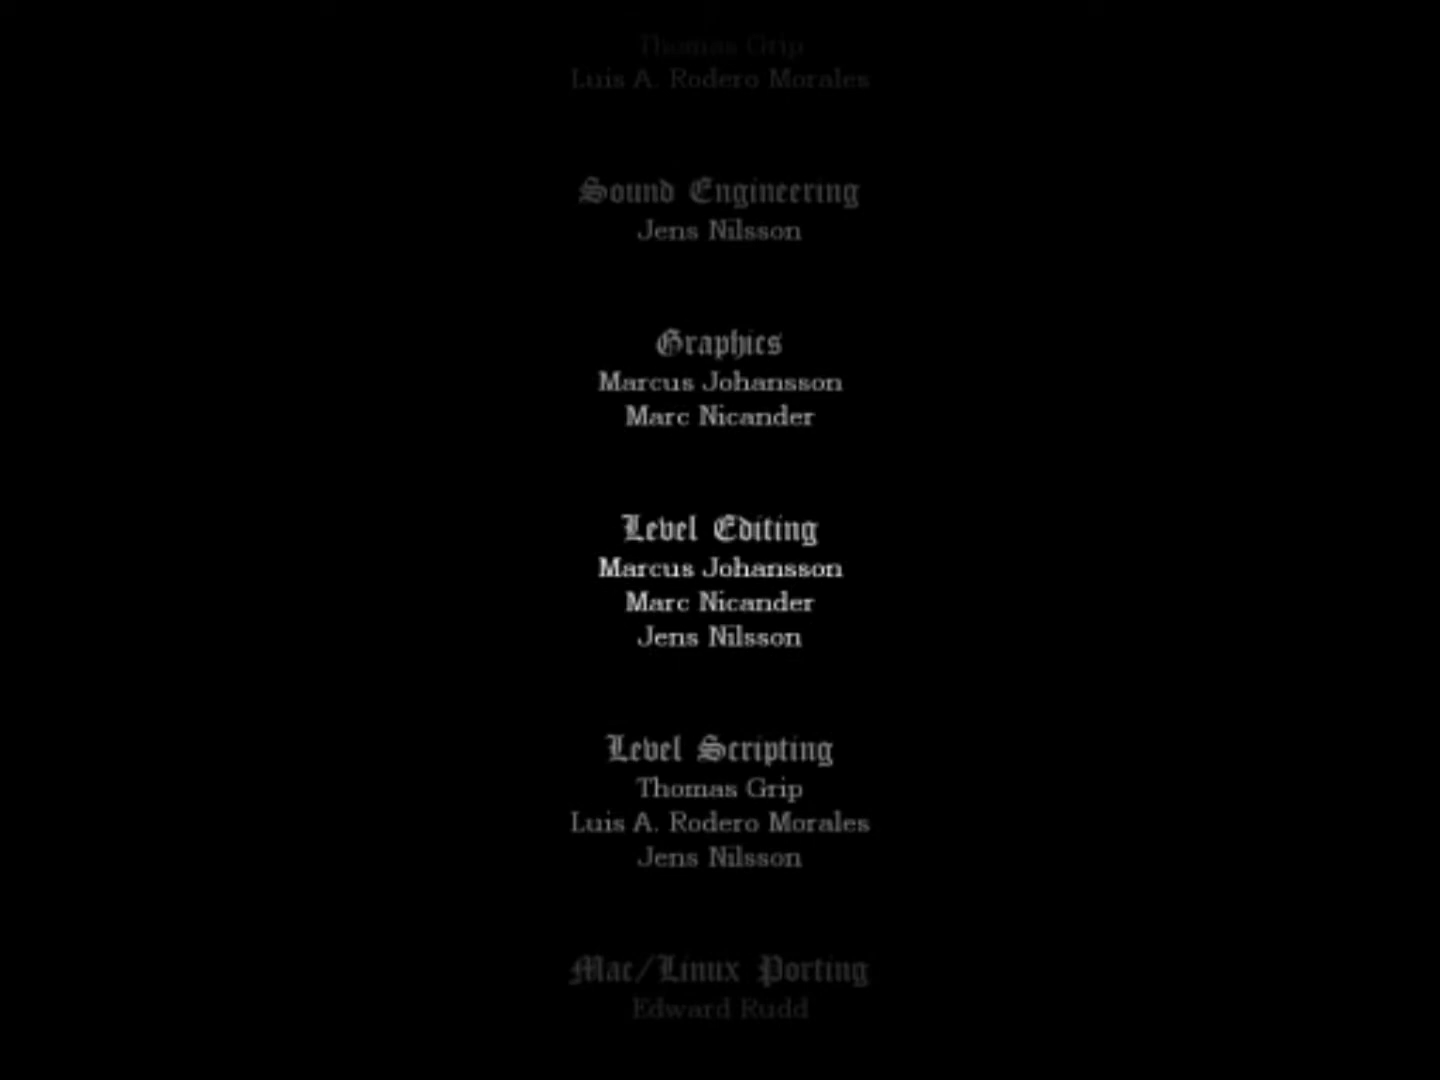 Thomas Grip
Luis A. Rodero Morales
Sound Engineering
Jens Nilsson
Graphics
Marcus Johansson
Marc Nicander
Level Editing
Marcus Johansson
Marc Nicander
Jens Nilsson
Level Scripting
Thomas Grip
Luis A. Rodero Morales
Jens Nilsson
Mac/Linux Porting
Edward Rudd